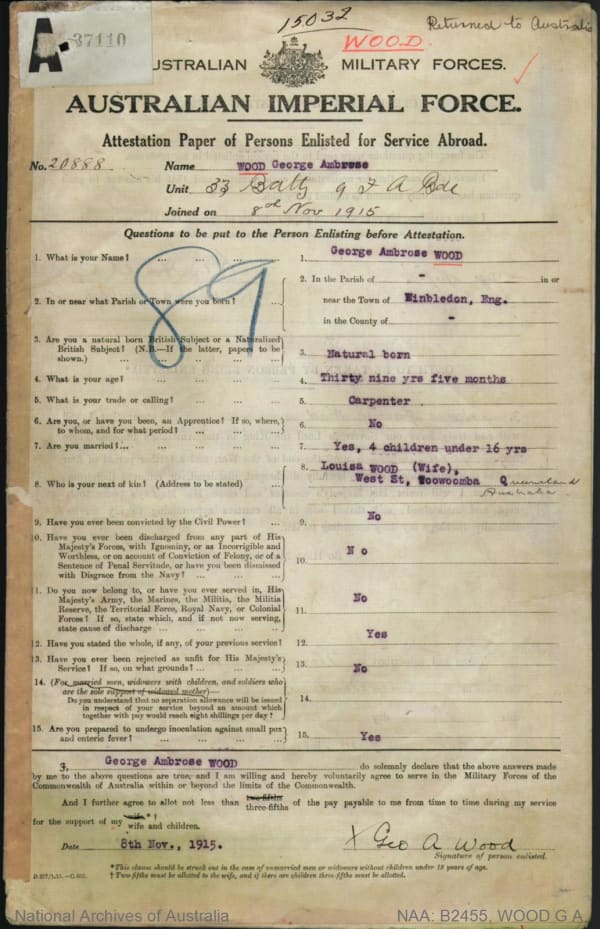 15032
Returned to Australia
A 37110
WOOD.
AUSTRALIAN MILITARY FORCES.
AUSTRALIAN IMPERIAL FORCE.
Attestation Paper of Persons Enlisted for Service Abroad.
No. 20888 Name WOOD George Ambrose
Unit 33 Batty 9 F A Bde
Joined on 8th Nov 1915
Questions to be put to the Person Enlisting before Attestation.
89
1. What is your Name? ... ... ... ... 1. George Ambrose WOOD
2. In or near what Parish or Town were you born? ... 2. In the Parish of - in or
near the Town of Winbledon, Eng.
in the County of -
3. Are you a natural born British Subject or a Naturalized
British Subject? (N.B.—If the latter, papers to be
shown.) ... ... ... ... 3. Natural born
4. What is your age? ... ... ... ... 4. Thirty nine yrs five months
5. What is your trade or calling? ... ... ... 5. Carpenter
6. Are you, or have you been, an Apprentice? If so, where,
to whom, and for what period? ... ... ... 6. No
7. Are you married?... ... ... ... ... 7. Yes, 4 children under 16 yrs
8. Who is your next of kin? (Address to be stated) ... 8. Louisa WOOD (Wife),
West St, Toowoomba Queensland
Australia
9. Have you ever been convicted by the Civil Power? ... 9. No
10. Have you ever been discharged from any part of His
Majesty's Forces, with Ignominy, or as Incorrigible and
Worthless, or on account of Conviction of Felony, or of a
Sentence of Penal Servitude, or have you been dismissed
with Disgrace from the Navy? ... ... ... 10. No
11. Do you now belong to, or have you ever served in, His
Majesty's Army, the Marines, the Militia, the Militia
Reserve, the Territorial Force, Royal Navy, or Colonial
Forces? If so, state which, and if not now serving,
state cause of discharge ... ... ... ... 11. No
12. Have you stated the whole, if any, of your previous service? 12. Yes
13. Have you ever been rejected as unfit for His Majesty's
Service? If so, on what grounds? ... ... ... 13. No
14. (For married men, widowers with children, and soldiers who
are the sole support of widowed mother)—
Do you understand that no separation allowance will be issued
in respect of your service beyond an amount which
together with pay would reach eight shillings per day? 14.
15. Are you prepared to undergo inoculation against small pox
and enteric fever? ... ... ... ... 15. Yes
I, George Ambrose WOOD do solemnly declare that the above answers made
by me to the above questions are true, and I am willing and hereby voluntarily agree to serve in the Military Forces of the
Commonwealth of Australia within or beyond the limits of the Commonwealth.
And I further agree to allot not less than two-fifths three-fifths of the pay payable to me from time to time during my service
for the support of my wife*† wife and children.
Date 8th Nov., 1915. X Geo A Wood
Signature of person enlisted.
*This clause should be struck out in the case of unmarried men or widowers without children under 18 years of age.
† Two-fifths must be allotted to the wife, and if there are children three-fifths must be allotted.
National Archives of Australia NAA: B2455, WOOD G A